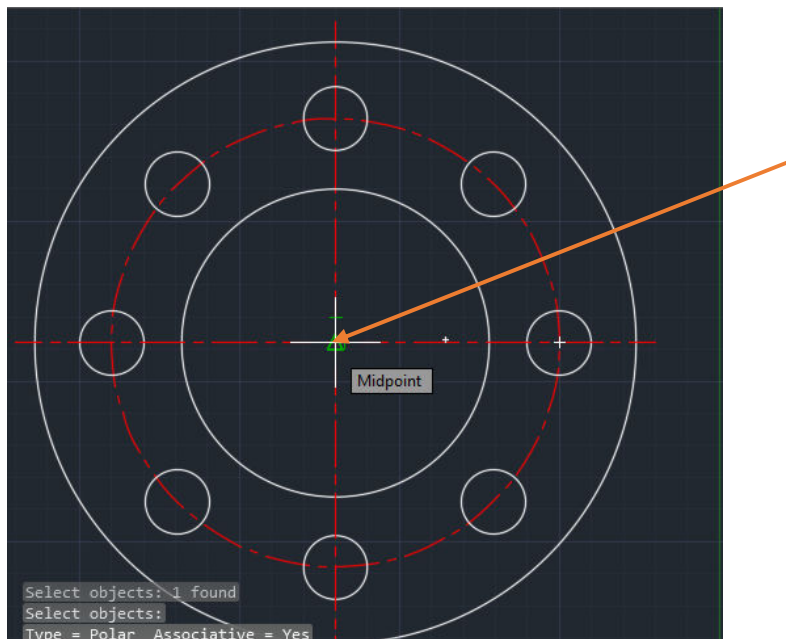 Midpoint
Select objects: 1 found
Select objects:
Type = Polar Associative = Yes